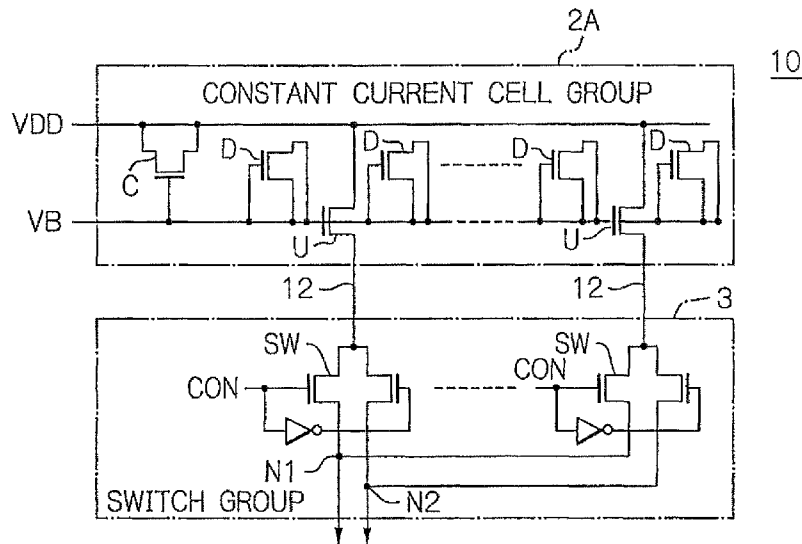 2A
10
CONSTANT CURRENT CELL GROUP
VDD
D D D D
C
VB
U U
12 12
3
SW SW
CON CON
N1
N2
SWITCH GROUP